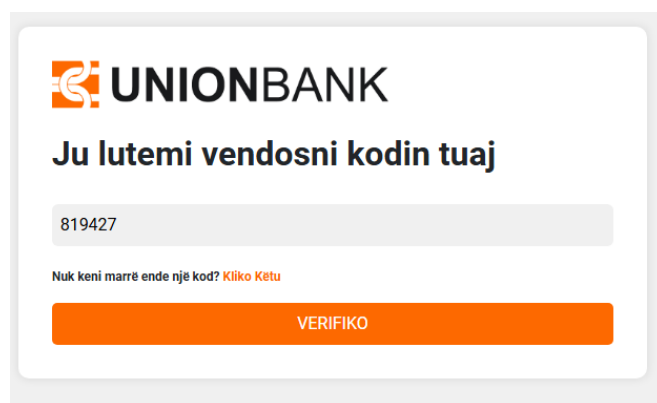 UNIONBANK
Ju lutemi vendosni kodin tuaj
819427
Nuk keni marrë ende një kod? Kliko Këtu
VERIFIKO